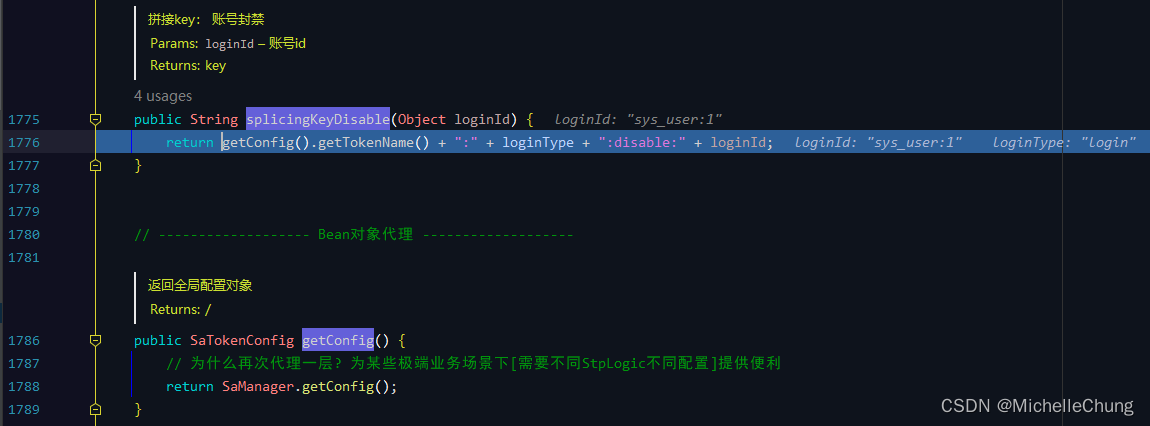 拼接key： 账号封禁
Params: loginId – 账号id
Returns: key
4 usages
1775 public String splicingKeyDisable(Object loginId) { loginId: "sys_user:1"
1776 return getConfig().getTokenName() + ":" + loginType + ":disable:" + loginId; loginId: "sys_user:1" loginType: "login"
1777 }
1778
1779
1780 // ------------------- Bean对象代理 -------------------
1781
返回全局配置对象
Returns: /
1786 public SaTokenConfig getConfig() {
1787 // 为什么再次代理一层? 为某些极端业务场景下[需要不同StpLogic不同配置]提供便利
1788 return SaManager.getConfig();
1789 }
CSDN @MichelleChung